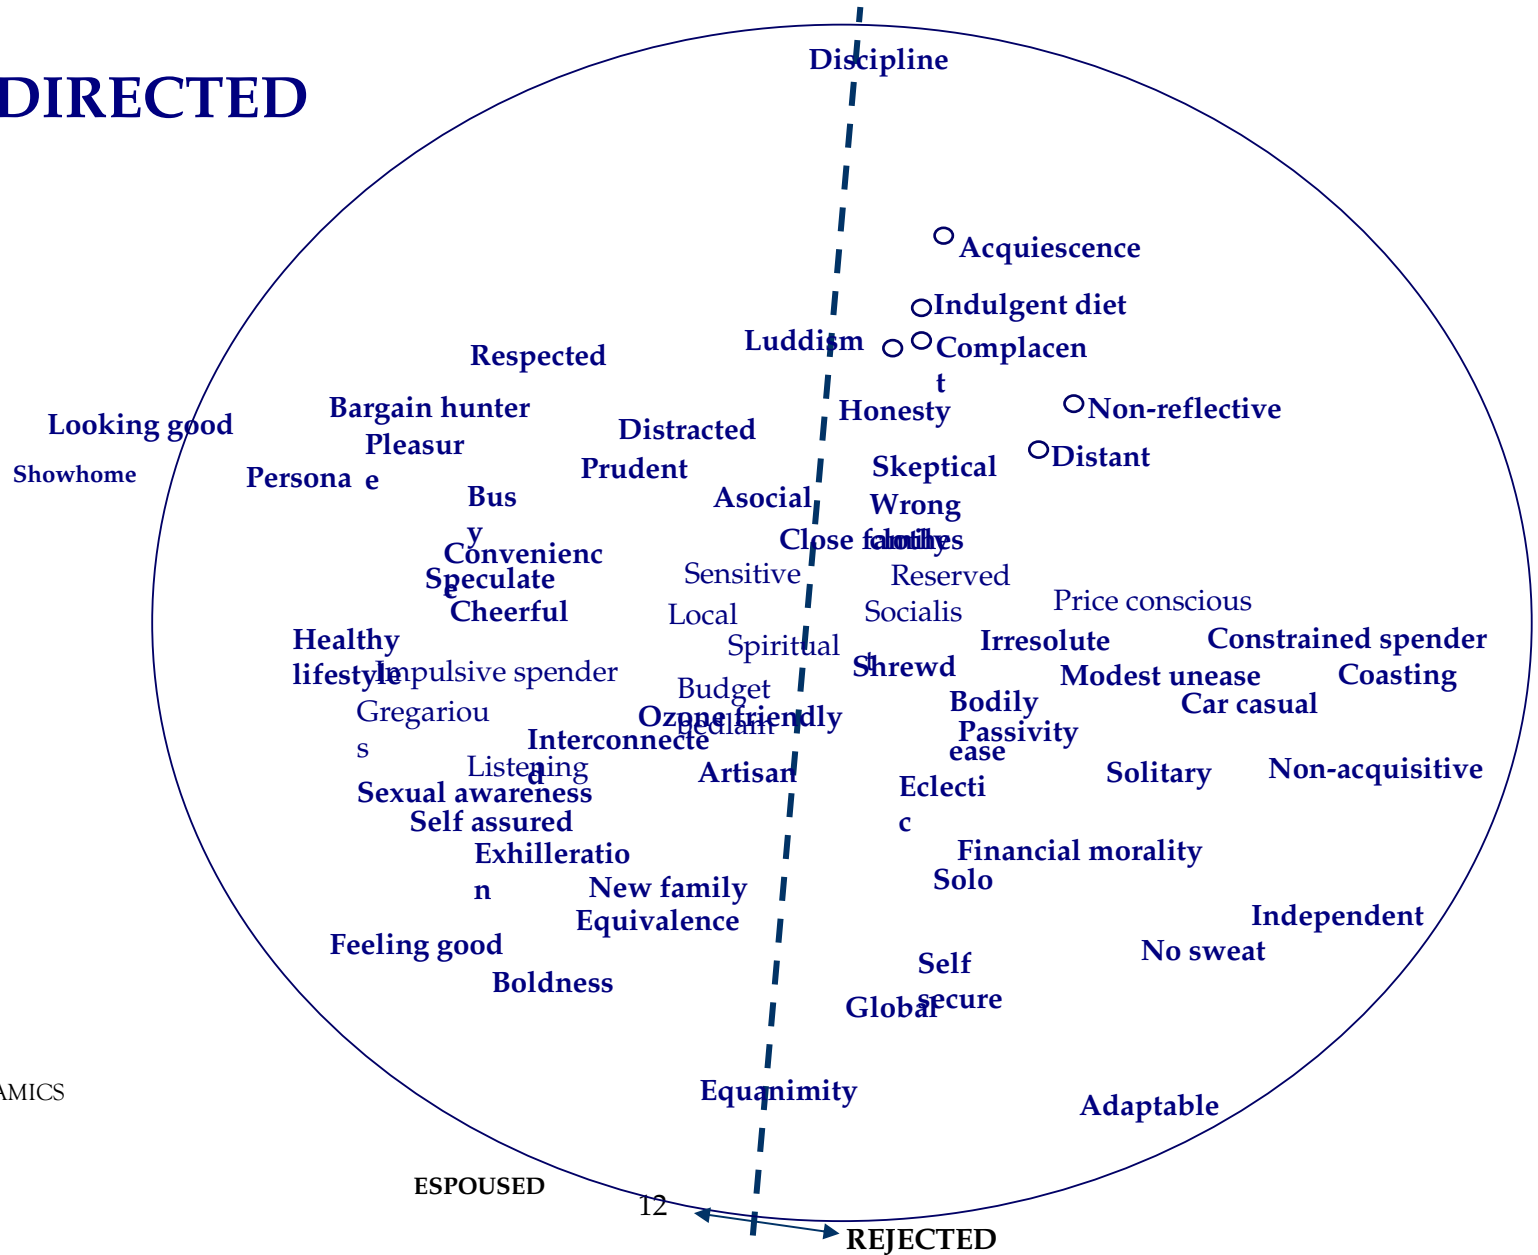 Discipline
DIRECTED
Acquiescence
Indulgent diet
Luddism
Complacen
t
Respected
Bargain hunter
Honesty
Non-reflective
Looking good
Distracted
Pleasur
e
Distant
Showhome
Persona
Prudent
Skeptical
Bus
y
Asocial
Wrong
clothes
Close family
Convenienc
e
Speculate
Sensitive
Reserved
Cheerful
Local
Socialis
t
Price conscious
Healthy
lifestyle
Spiritual
Irresolute
Constrained spender
Impulsive spender
Shrewd
Modest unease
Coasting
Budget
bedlam
Gregariou
s
Bodily
ease
Car casual
Ozone friendly
Passivity
Interconnecte
d
Listening
Artisan
Solitary
Non-acquisitive
Sexual awareness
Eclecti
c
Self assured
Exhilleratio
n
Financial morality
New family
Solo
Equivalence
Independent
Feeling good
No sweat
Boldness
Self
secure
Global
Equanimity
AMICS
Adaptable
ESPOUSED
12
REJECTED